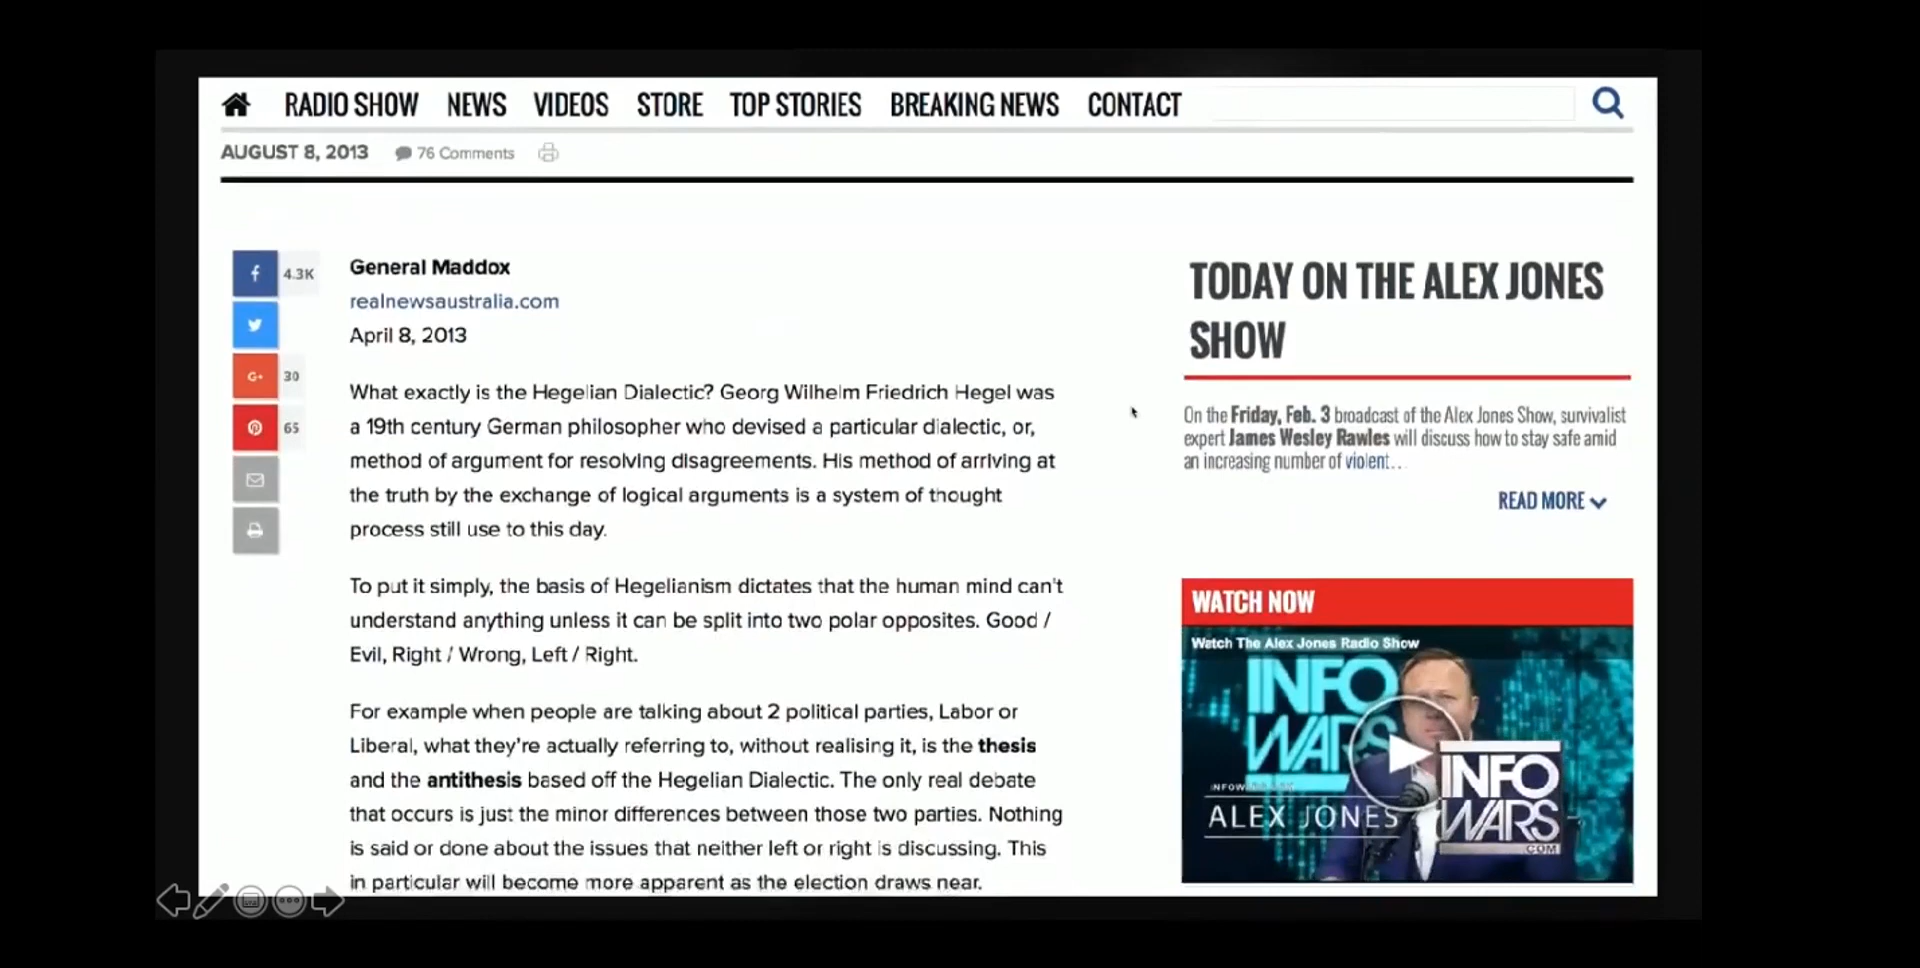 RADIO SHOW NEWS VIDEOS STORE TOP STORIES BREAKING NEWS CONTACT
AUGUST 8, 2013 76 Comments
4.3K
30
65
General Maddox
realnewsaustralia.com
April 8, 2013
What exactly is the Hegelian Dialectic? Georg Wilhelm Friedrich Hegel was
a 19th century German philosopher who devised a particular dialectic, or,
method of argument for resolving disagreements. His method of arriving at
the truth by the exchange of logical arguments is a system of thought
process still use to this day.
To put it simply, the basis of Hegelianism dictates that the human mind can't
understand anything unless it can be split into two polar opposites. Good /
Evil, Right / Wrong, Left / Right.
For example when people are talking about 2 political parties, Labor or
Liberal, what they're actually referring to, without realising it, is the thesis
and the antithesis based off the Hegelian Dialectic. The only real debate
that occurs is just the minor differences between those two parties. Nothing
is said or done about the issues that neither left or right is discussing. This
in particular will become more apparent as the election draws near.
TODAY ON THE ALEX JONES
SHOW
On the Friday, Feb. 3 broadcast of the Alex Jones Show, survivalist
expert James Wesley Rawles will discuss how to stay safe amid
an increasing number of violent...
READ MORE
WATCH NOW
Watch The Alex Jones Radio Show
INFO
WARS
ALEX JONES
INFO
WARS
.COM